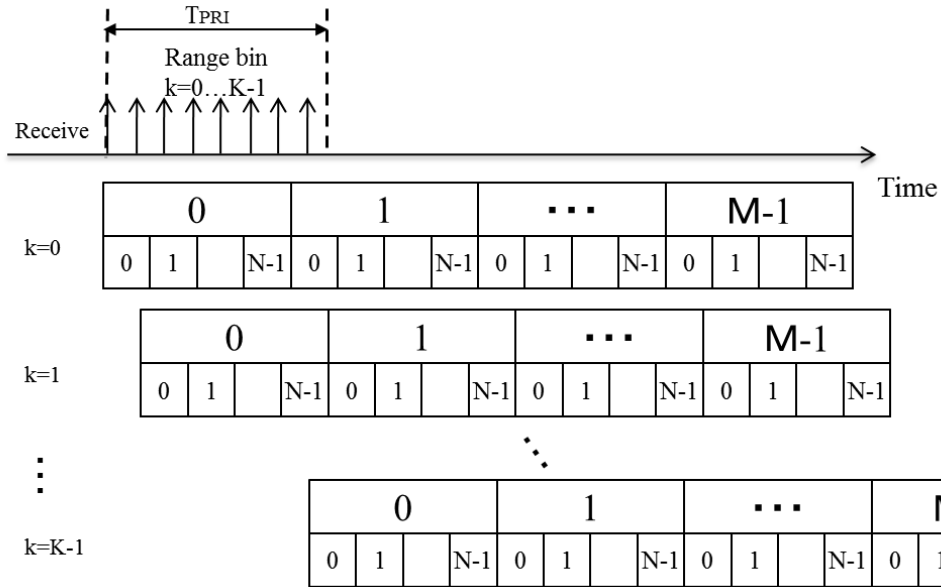 TPRI
Range bin
k=0…K-1
Receive
Time
0 1 ··· M-1
k=0
0 1 N-1 0 1 N-1 0 1 N-1 0 1 N-1
0 1 ··· M-1
k=1
0 1 N-1 0 1 N-1 0 1 N-1 0 1 N-1
0 1 ···
k=K-1
0 1 N-1 0 1 N-1 0 1 N-1 0